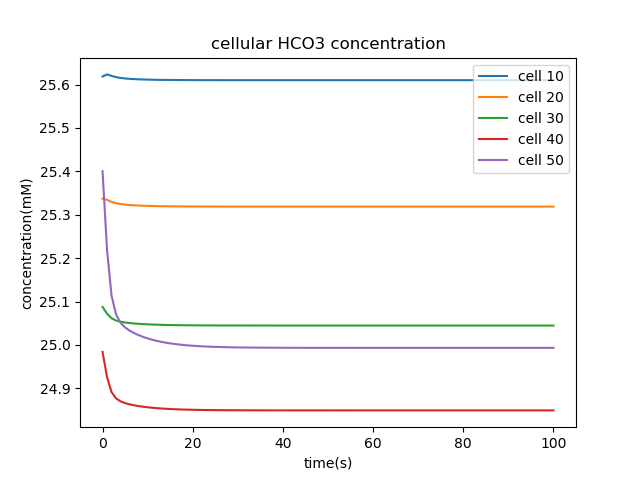 cellular HCO3 concentration
cell 10
cell 20
cell 30
cell 40
cell 50
25.6
25.5
25.4
25.3
25.2
25.1
25.0
24.9
concentration(mM)
0 20 40 60 80 100
time(s)